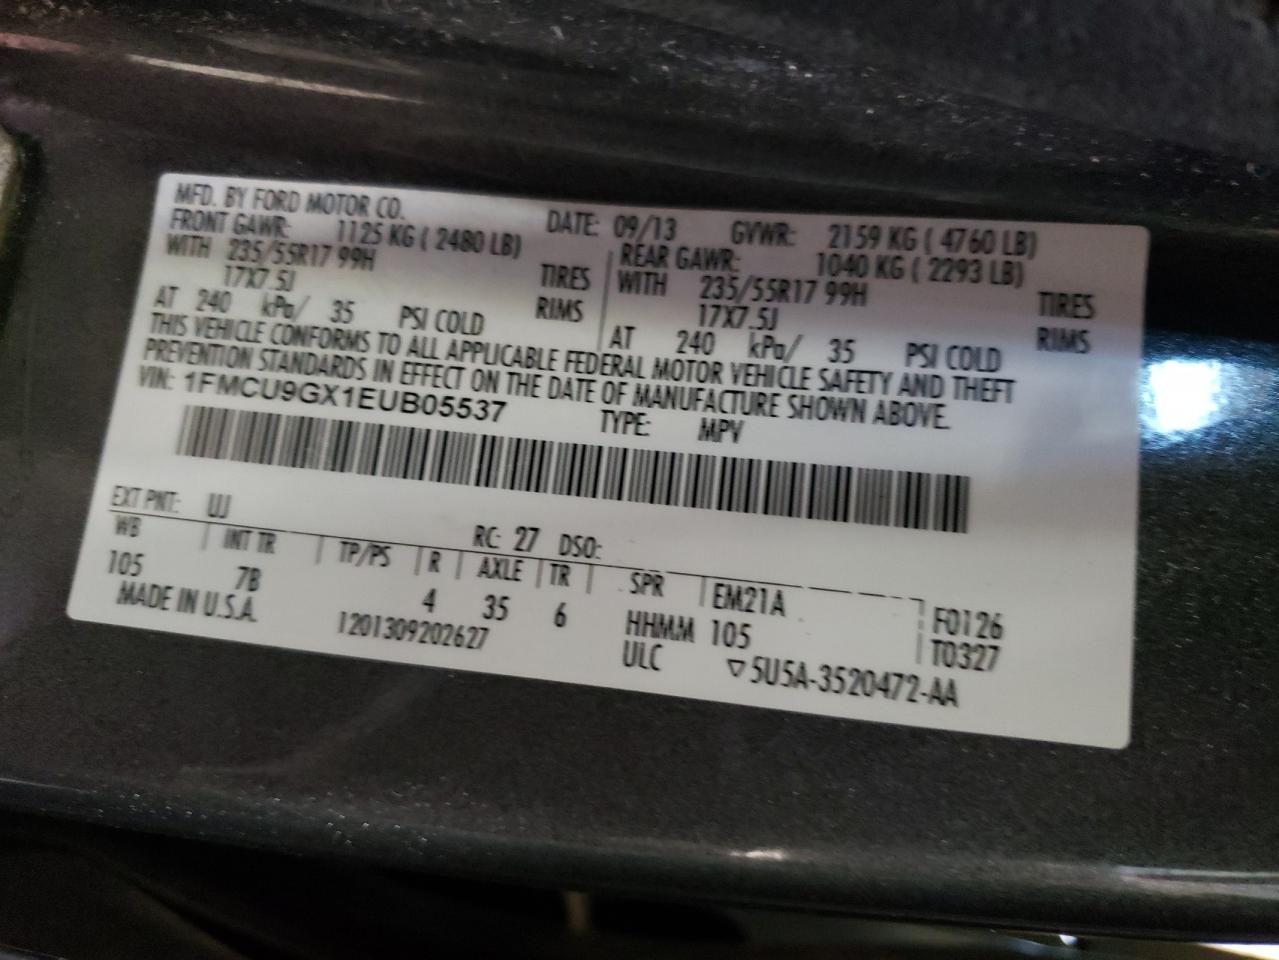 MFD. BY FORD MOTOR CO. DATE: 09/13 GVWR: 2159 KG ( 4760 LB)
FRONT GAWR: 1125 KG ( 2480 LB) REAR GAWR: 1040 KG ( 2293 LB)
WITH 235/55R17 99H TIRES WITH 235/55R17 99H TIRES
17X7.5J RIMS 17X7.5J RIMS
AT 240 kPa/ 35 PSI COLD AT 240 kPa/ 35 PSI COLD
THIS VEHICLE CONFORMS TO ALL APPLICABLE FEDERAL MOTOR VEHICLE SAFETY AND THEFT
PREVENTION STANDARDS IN EFFECT ON THE DATE OF MANUFACTURE SHOWN ABOVE.
VIN: 1FMCU9GX1EUB05537 TYPE: MPV
EXT PNT: UJ RC: 27 DSO:
WB INT TR TP/PS R AXLE TR SPR EM21A F0126
105 7B 4 35 6 HHMM 105 T0327
MADE IN U.S.A. 1201309202627 ULC ▽5U5A-3520472-AA